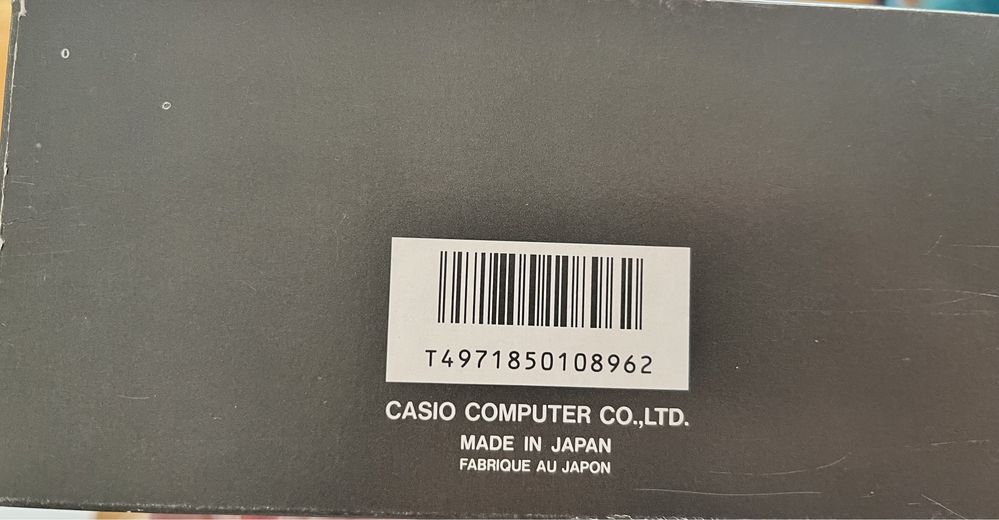 T4971850108962
CASIO COMPUTER CO.,LTD.
MADE IN JAPAN
FABRIQUE AU JAPON